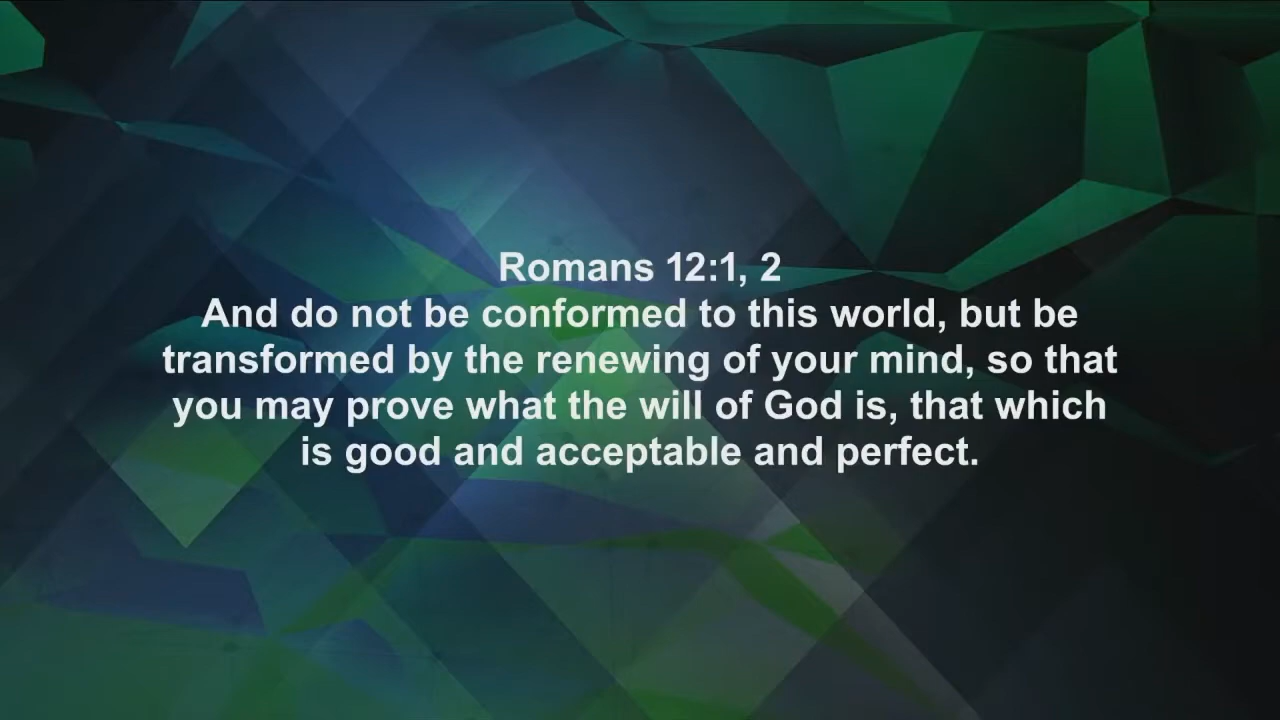 Romans 12:1, 2
And do not be conformed to this world, but be
transformed by the renewing of your mind, so that
you may prove what the will of God is, that which
is good and acceptable and perfect.